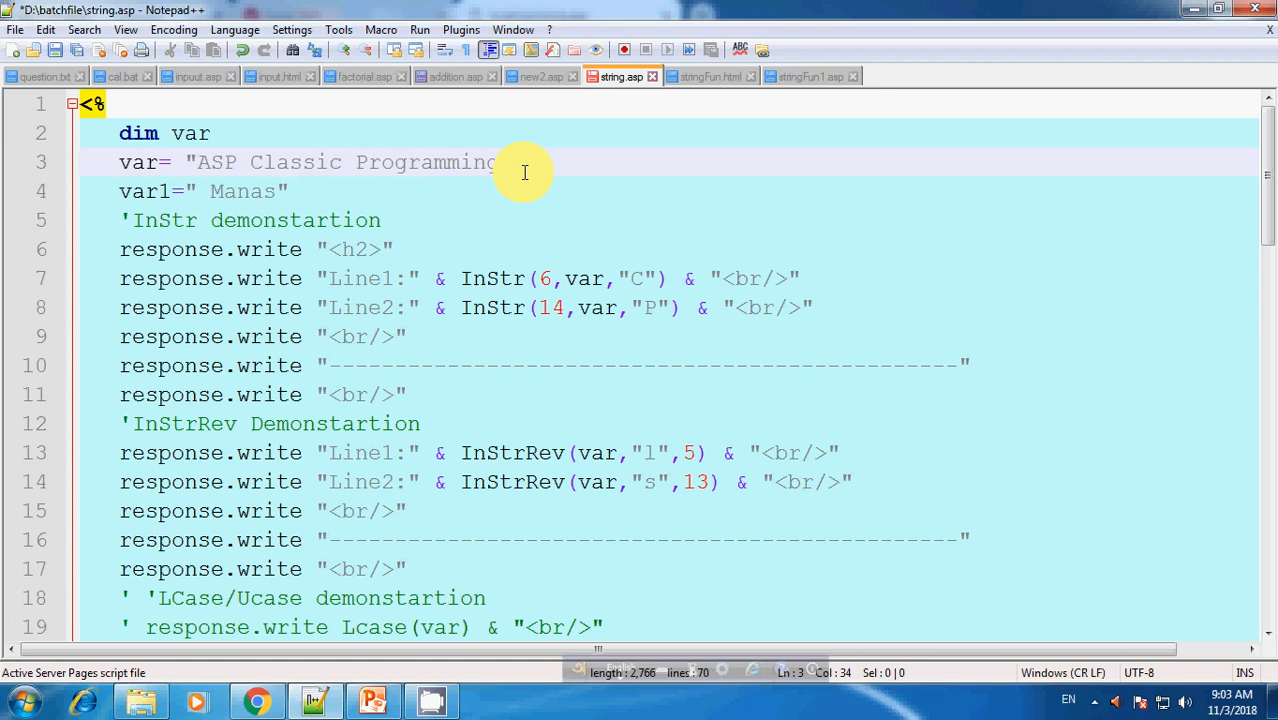 *D:\batchfile\string.asp - Notepad++
File Edit Search View Encoding Language Settings Tools Macro Run Plugins Window ? X
question.txt cal.bat inpuut.asp input.html factorial.asp addition.asp new2.asp string.asp stringFun.html stringFun1.asp
1 <%
2 dim var
3 var= "ASP Classic Programming
4 var1=" Manas"
5 'InStr demonstartion
6 response.write "<h2>"
7 response.write "Line1:" & InStr(6,var,"C") & "<br/>"
8 response.write "Line2:" & InStr(14,var,"P") & "<br/>"
9 response.write "<br/>"
10 response.write "------------------------------------------------"
11 response.write "<br/>"
12 'InStrRev Demonstartion
13 response.write "Line1:" & InStrRev(var,"l",5) & "<br/>"
14 response.write "Line2:" & InStrRev(var,"s",13) & "<br/>"
15 response.write "<br/>"
16 response.write "------------------------------------------------"
17 response.write "<br/>"
18 ' 'LCase/Ucase demonstartion
19 ' response.write Lcase(var) & "<br/>"
Active Server Pages script file length : 2,766 lines : 70 Ln : 3 Col : 34 Sel : 0 | 0 Windows (CR LF) UTF-8 INS
EN 9:03 AM
11/3/2018